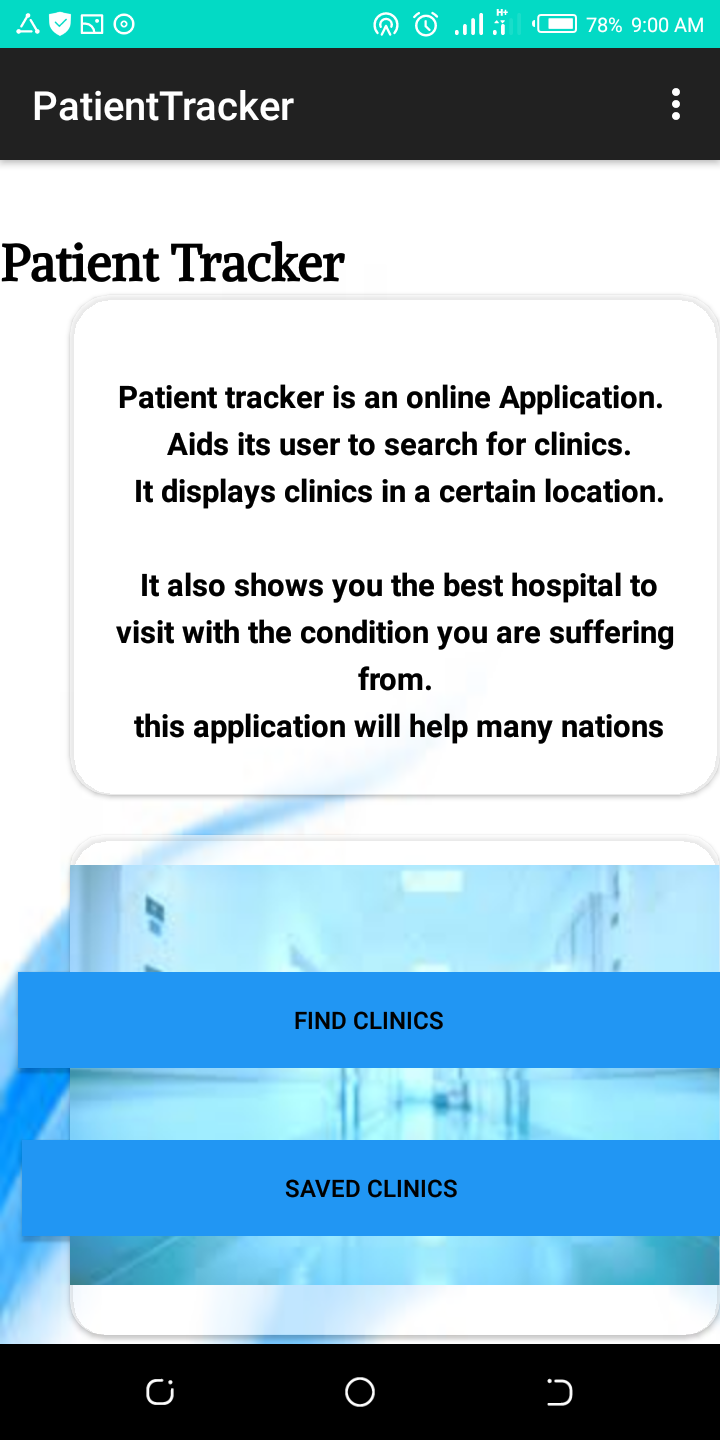 78% 9:00 AM
PatientTracker
Patient Tracker
Patient tracker is an online Application.
Aids its user to search for clinics.
It displays clinics in a certain location.
It also shows you the best hospital to
visit with the condition you are suffering
from.
this application will help many nations
FIND CLINICS
SAVED CLINICS